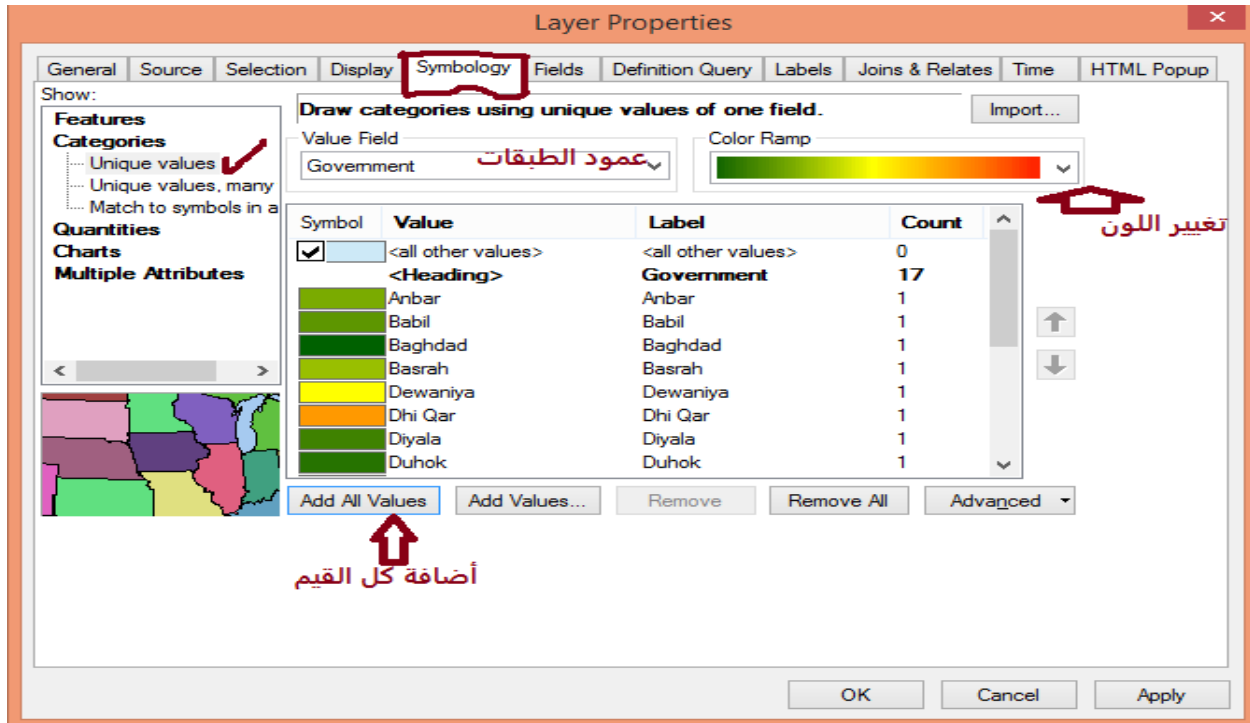 Layer Properties
×
General Source Selection Display Symbology Fields Definition Query Labels Joins & Relates Time HTML Popup
Show:
Features
Categories
Unique values
Unique values, many
Match to symbols in a
Quantities
Charts
Multiple Attributes
Draw categories using unique values of one field.
Import...
Value Field
Government
عمود الطبقات
Color Ramp
تغيير اللون
Symbol Value Label Count
<all other values> <all other values> 0
<Heading> Government 17
Anbar Anbar 1
Babil Babil 1
Baghdad Baghdad 1
Basrah Basrah 1
Dewaniya Dewaniya 1
Dhi Qar Dhi Qar 1
Diyala Diyala 1
Duhok Duhok 1
Add All Values Add Values... Remove Remove All Advanced
أضافة كل القيم
OK Cancel Apply